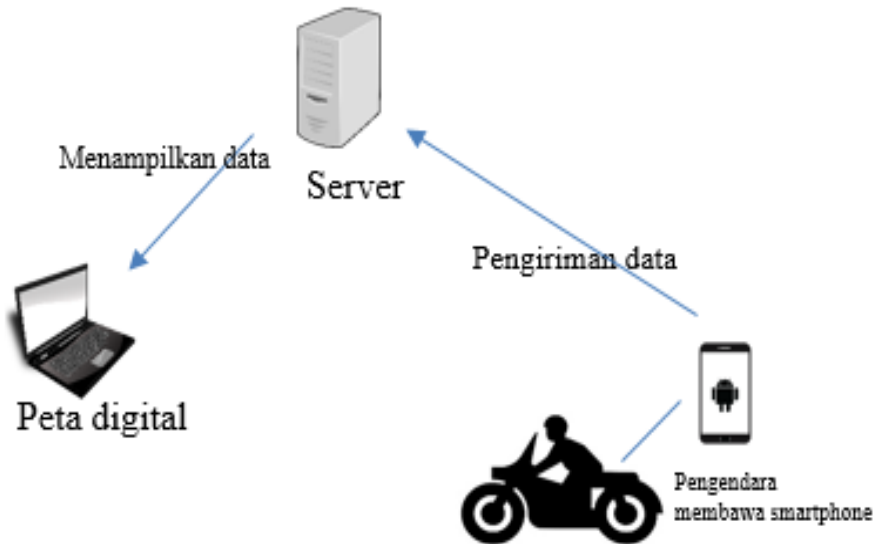 Server
Menampilkan data
Pengiriman data
Peta digital
Pengendara
membawa smartphone